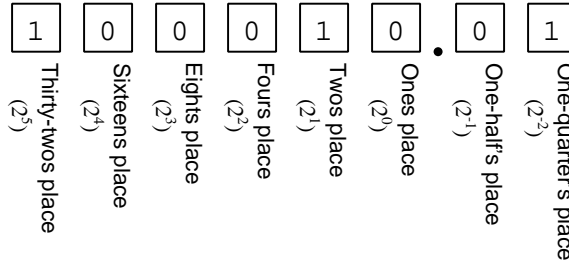 1 0 0 0 1 0 . 0 1
Thirty-twos place
(2⁵)
Sixteens place
(2⁴)
Eights place
(2³)
Fours place
(2²)
Twos place
(2¹)
Ones place
(2⁰)
One-half's place
(2⁻¹)
One-quarter's place
(2⁻²)